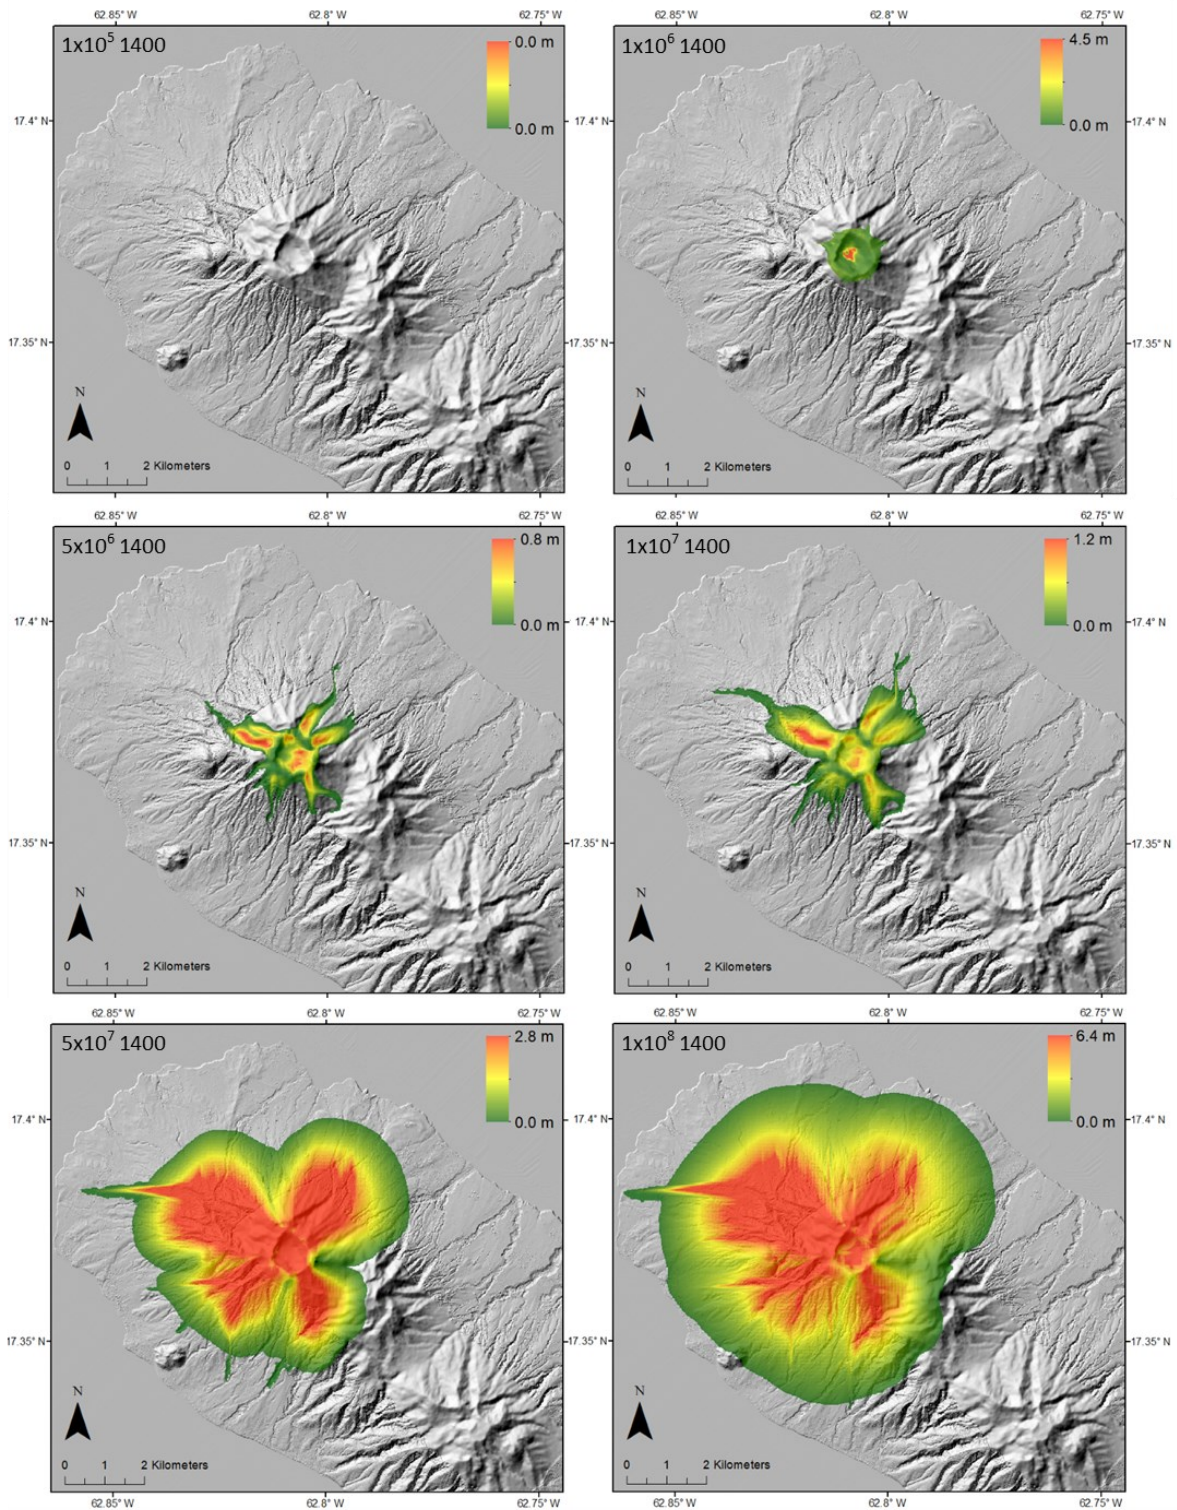 62.85° W 62.8° W 62.75° W 62.85° W 62.8° W 62.75° W
1x10⁵ 1400 0.0 m 1x10⁶ 1400 4.5 m
0.0 m 0.0 m
17.4° N 17.4° N 17.4° N
17.35° N 17.35° N 17.35° N
N N
0 1 2 Kilometers 0 1 2 Kilometers
62.85° W 62.8° W 62.75° W 62.85° W 62.8° W 62.75° W
5x10⁶ 1400 0.8 m 1x10⁷ 1400 1.2 m
0.0 m 0.0 m
17.4° N 17.4° N 17.4° N
17.35° N 17.35° N 17.35° N
N N
0 1 2 Kilometers 0 1 2 Kilometers
62.85° W 62.8° W 62.75° W 62.85° W 62.8° W 62.75° W
5x10⁷ 1400 2.8 m 1x10⁸ 1400 6.4 m
0.0 m 0.0 m
17.4° N 17.4° N 17.4° N
17.35° N 17.35° N 17.35° N
N N
0 1 2 Kilometers 0 1 2 Kilometers
62.85° W 62.8° W 62.75° W 62.85° W 62.8° W 62.75° W